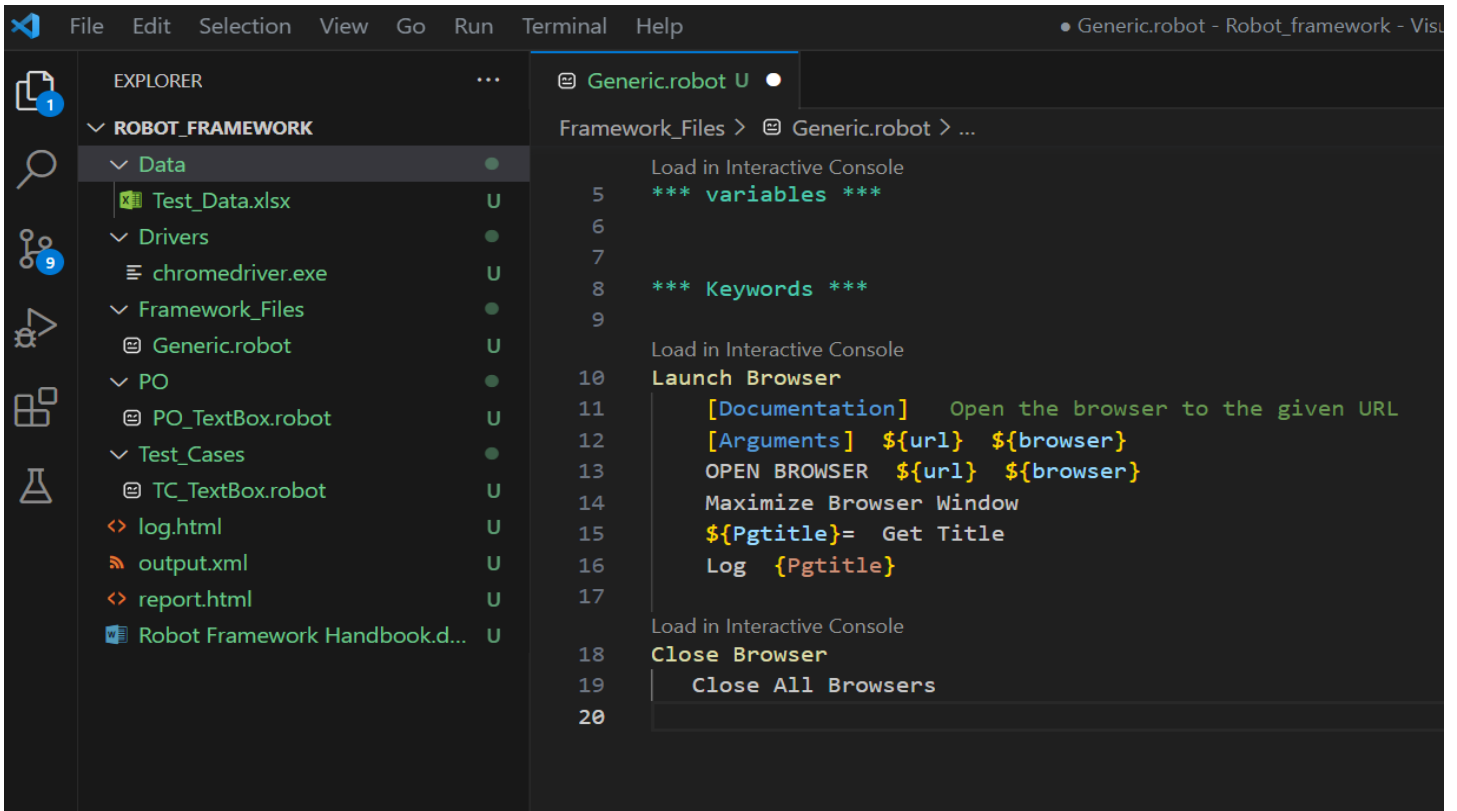 File Edit Selection View Go Run Terminal Help ● Generic.robot - Robot_framework - Visu
EXPLORER ···
ROBOT_FRAMEWORK
Data
Test_Data.xlsx U
Drivers
chromedriver.exe U
Framework_Files
Generic.robot U
PO
PO_TextBox.robot U
Test_Cases
TC_TextBox.robot U
log.html U
output.xml U
report.html U
Robot Framework Handbook.d... U
1
9
Generic.robot U ●
Framework_Files > Generic.robot > ...
Load in Interactive Console
5 *** variables ***
6
7
8 *** Keywords ***
9
Load in Interactive Console
10 Launch Browser
11 [Documentation] Open the browser to the given URL
12 [Arguments] ${url} ${browser}
13 OPEN BROWSER ${url} ${browser}
14 Maximize Browser Window
15 ${Pgtitle}= Get Title
16 Log {Pgtitle}
17
Load in Interactive Console
18 Close Browser
19 Close All Browsers
20